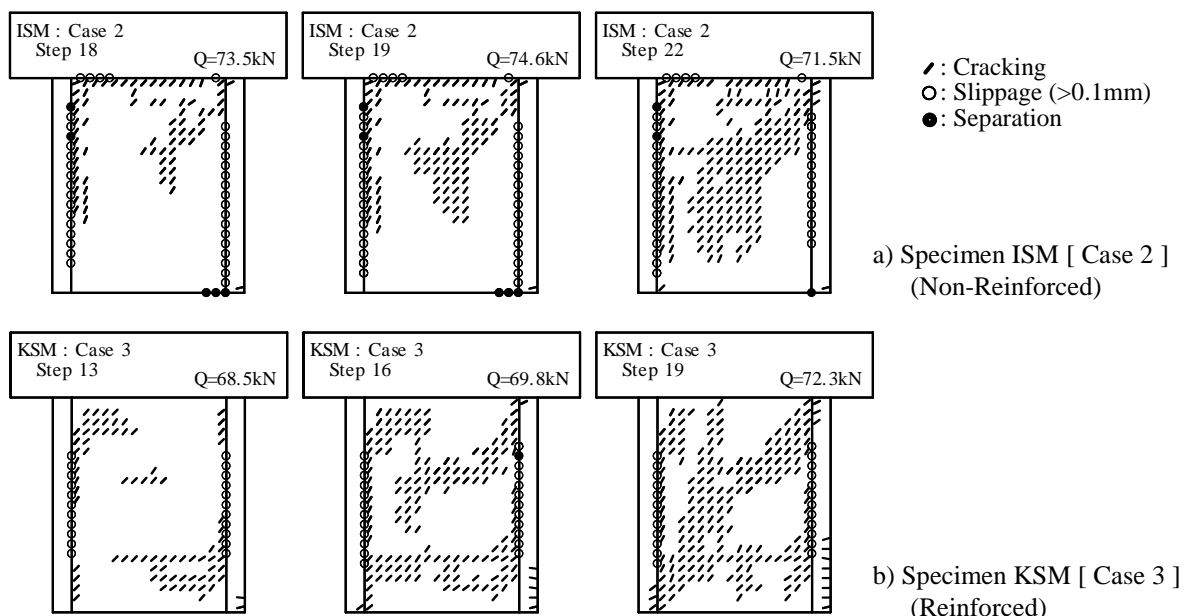 ISM : Case 2
Step 18
Q=73.5kN
ISM : Case 2
Step 19
Q=74.6kN
ISM : Case 2
Step 22
Q=71.5kN
: Cracking
: Slippage (>0.1mm)
: Separation
a) Specimen ISM [ Case 2 ]
(Non-Reinforced)
KSM : Case 3
Step 13
Q=68.5kN
KSM : Case 3
Step 16
Q=69.8kN
KSM : Case 3
Step 19
Q=72.3kN
b) Specimen KSM [ Case 3 ]
(Reinforced)